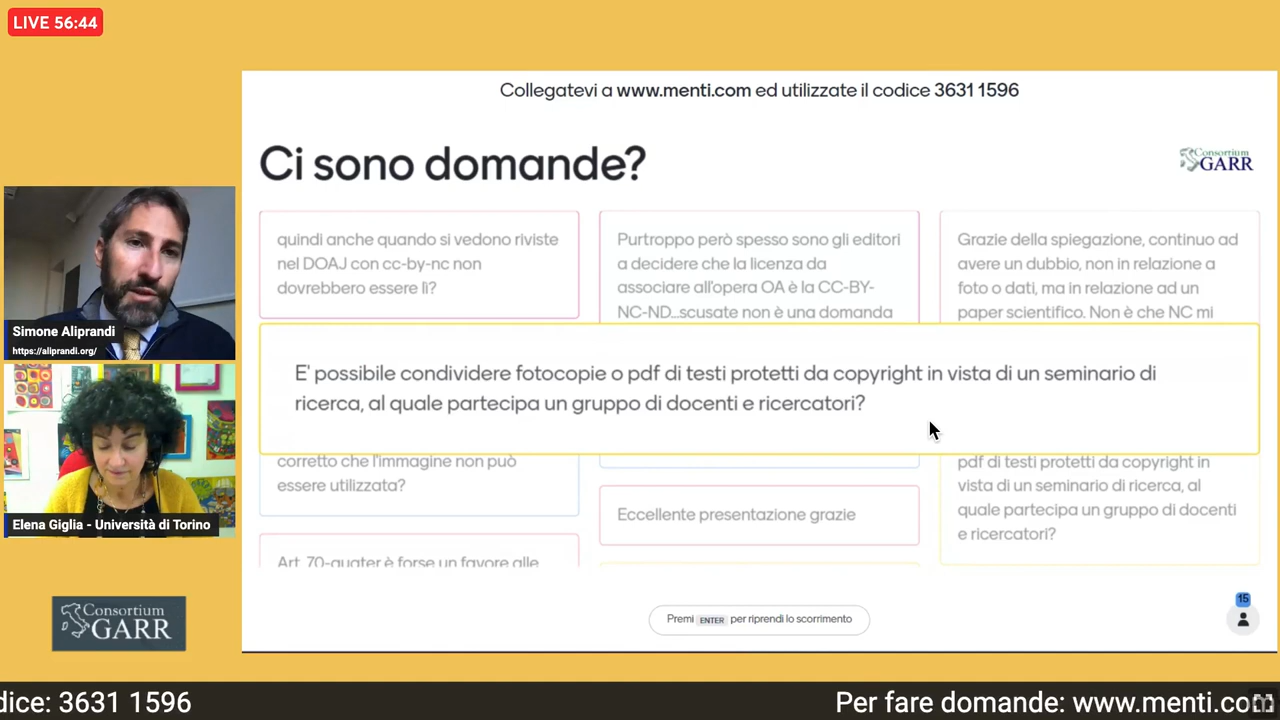 LIVE 56:44
Collegatevi a www.menti.com ed utilizzate il codice 3631 1596
Ci sono domande?
Consortium
GARR
quindi anche quando si vedono riviste
nel DOAJ con cc-by-nc non
dovrebbero essere lì?
Purtroppo però spesso sono gli editori
a decidere che la licenza da
associare all'opera OA è la CC-BY-
NC-ND...scusate non è una domanda
Grazie della spiegazione, continuo ad
avere un dubbio, non in relazione a
foto o dati, ma in relazione ad un
paper scientifico. Non è che NC mi
E' possibile condividere fotocopie o pdf di testi protetti da copyright in vista di un seminario di
ricerca, al quale partecipa un gruppo di docenti e ricercatori?
corretto che l'immagine non può
essere utilizzata?
Art. 70-quater è forse un favore alle
Eccellente presentazione grazie
pdf di testi protetti da copyright in
vista di un seminario di ricerca, al
quale partecipa un gruppo di docenti
e ricercatori?
Premi ENTER per riprendi lo scorrimento
15
Simone Aliprandi
https://aliprandi.org/
Elena Giglia - Università di Torino
Consortium
GARR
dice: 3631 1596
Per fare domande: www.menti.com